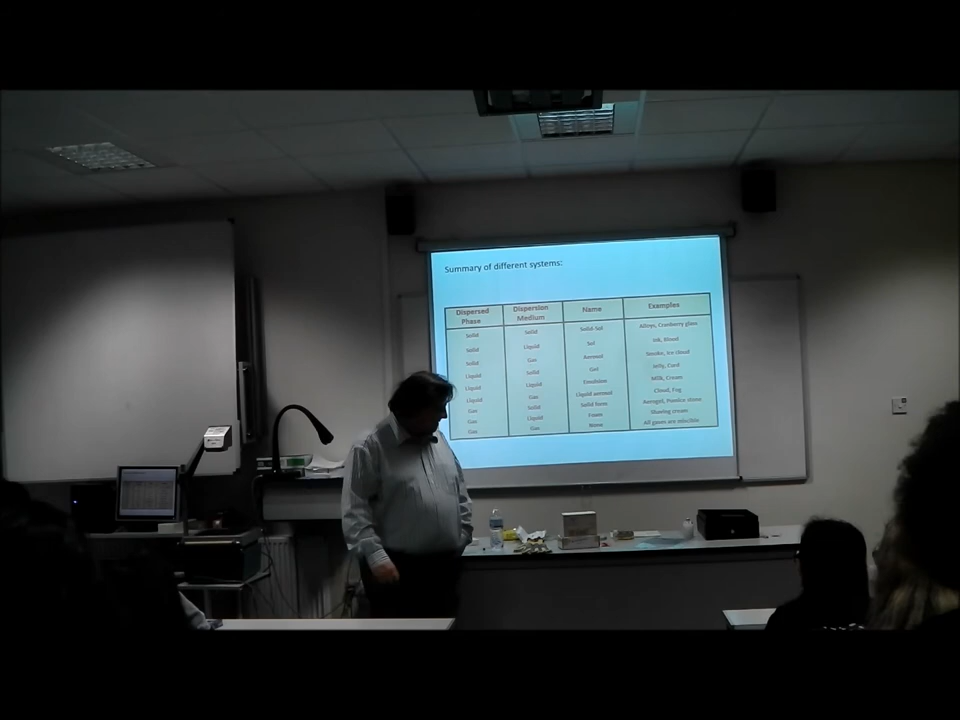 Summary of different systems:
Dispersed Phase Dispersion Medium Name Examples
Solid Solid Solid-Sol Alloys, Cranberry glass
Solid Liquid Sol Ink, Blood
Solid Gas Aerosol Smoke, Ice cloud
Liquid Solid Gel Jelly, Curd
Liquid Liquid Emulsion Milk, Cream
Liquid Gas Liquid aerosol Cloud, Fog
Gas Solid Solid foam Aerogel, Pumice stone
Gas Liquid Foam Shaving cream
Gas Gas None All gases are miscible